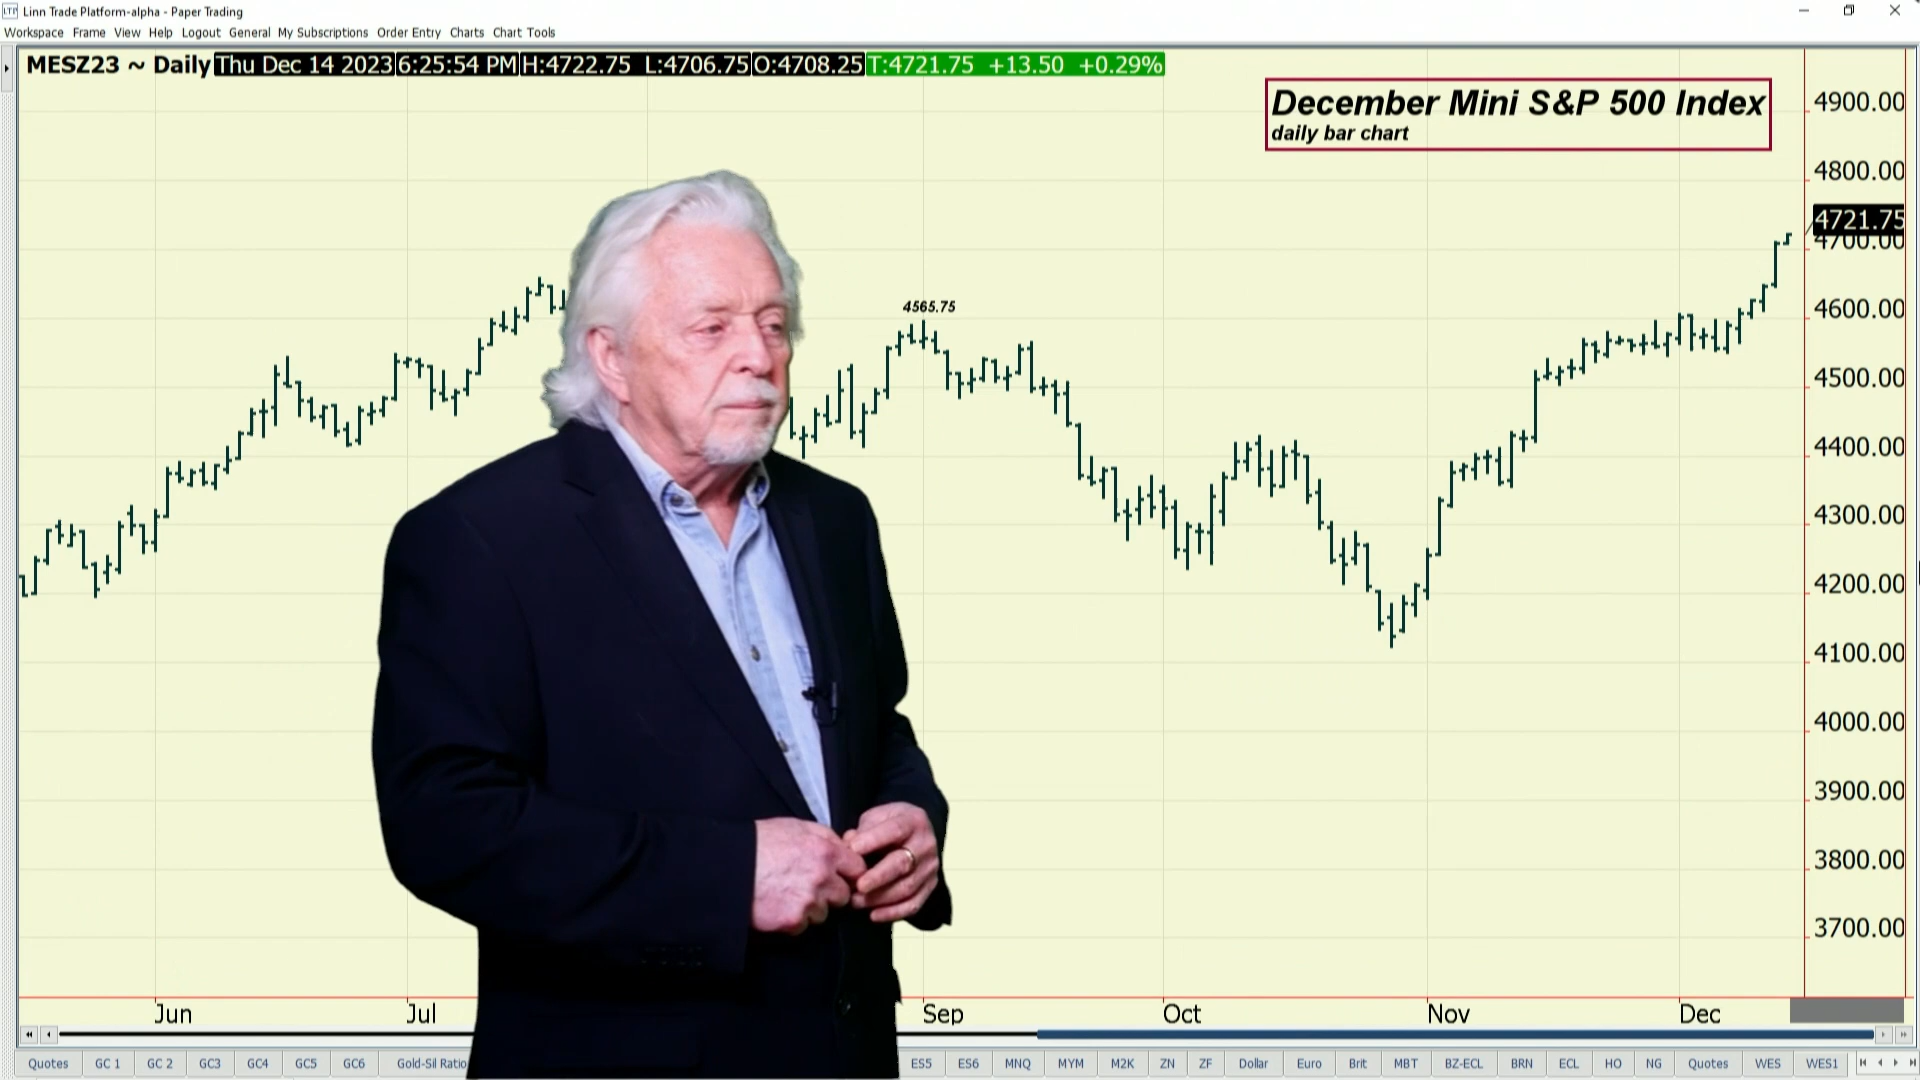 Linn Trade Platform-alpha - Paper Trading
Workspace Frame View Help Logout General My Subscriptions Order Entry Charts Chart Tools
MESZ23 ~ Daily Thu Dec 14 2023 6:25:54 PM H:4722.75 L:4706.75 O:4708.25 T:4721.75 +13.50 +0.29%
December Mini S&P 500 Index
daily bar chart
4900.00
4800.00
4721.75
4700.00
4565.75
4600.00
4500.00
4400.00
4300.00
4200.00
4100.00
4000.00
3900.00
3800.00
3700.00
Jun Jul Sep Oct Nov Dec
Quotes GC 1 GC 2 GC3 GC4 GC5 GC6 Gold-Sil Ratio ES5 ES6 MNQ MYM M2K ZN ZF Dollar Euro Brit MBT BZ-ECL BRN ECL HO NG Quotes WES WES1